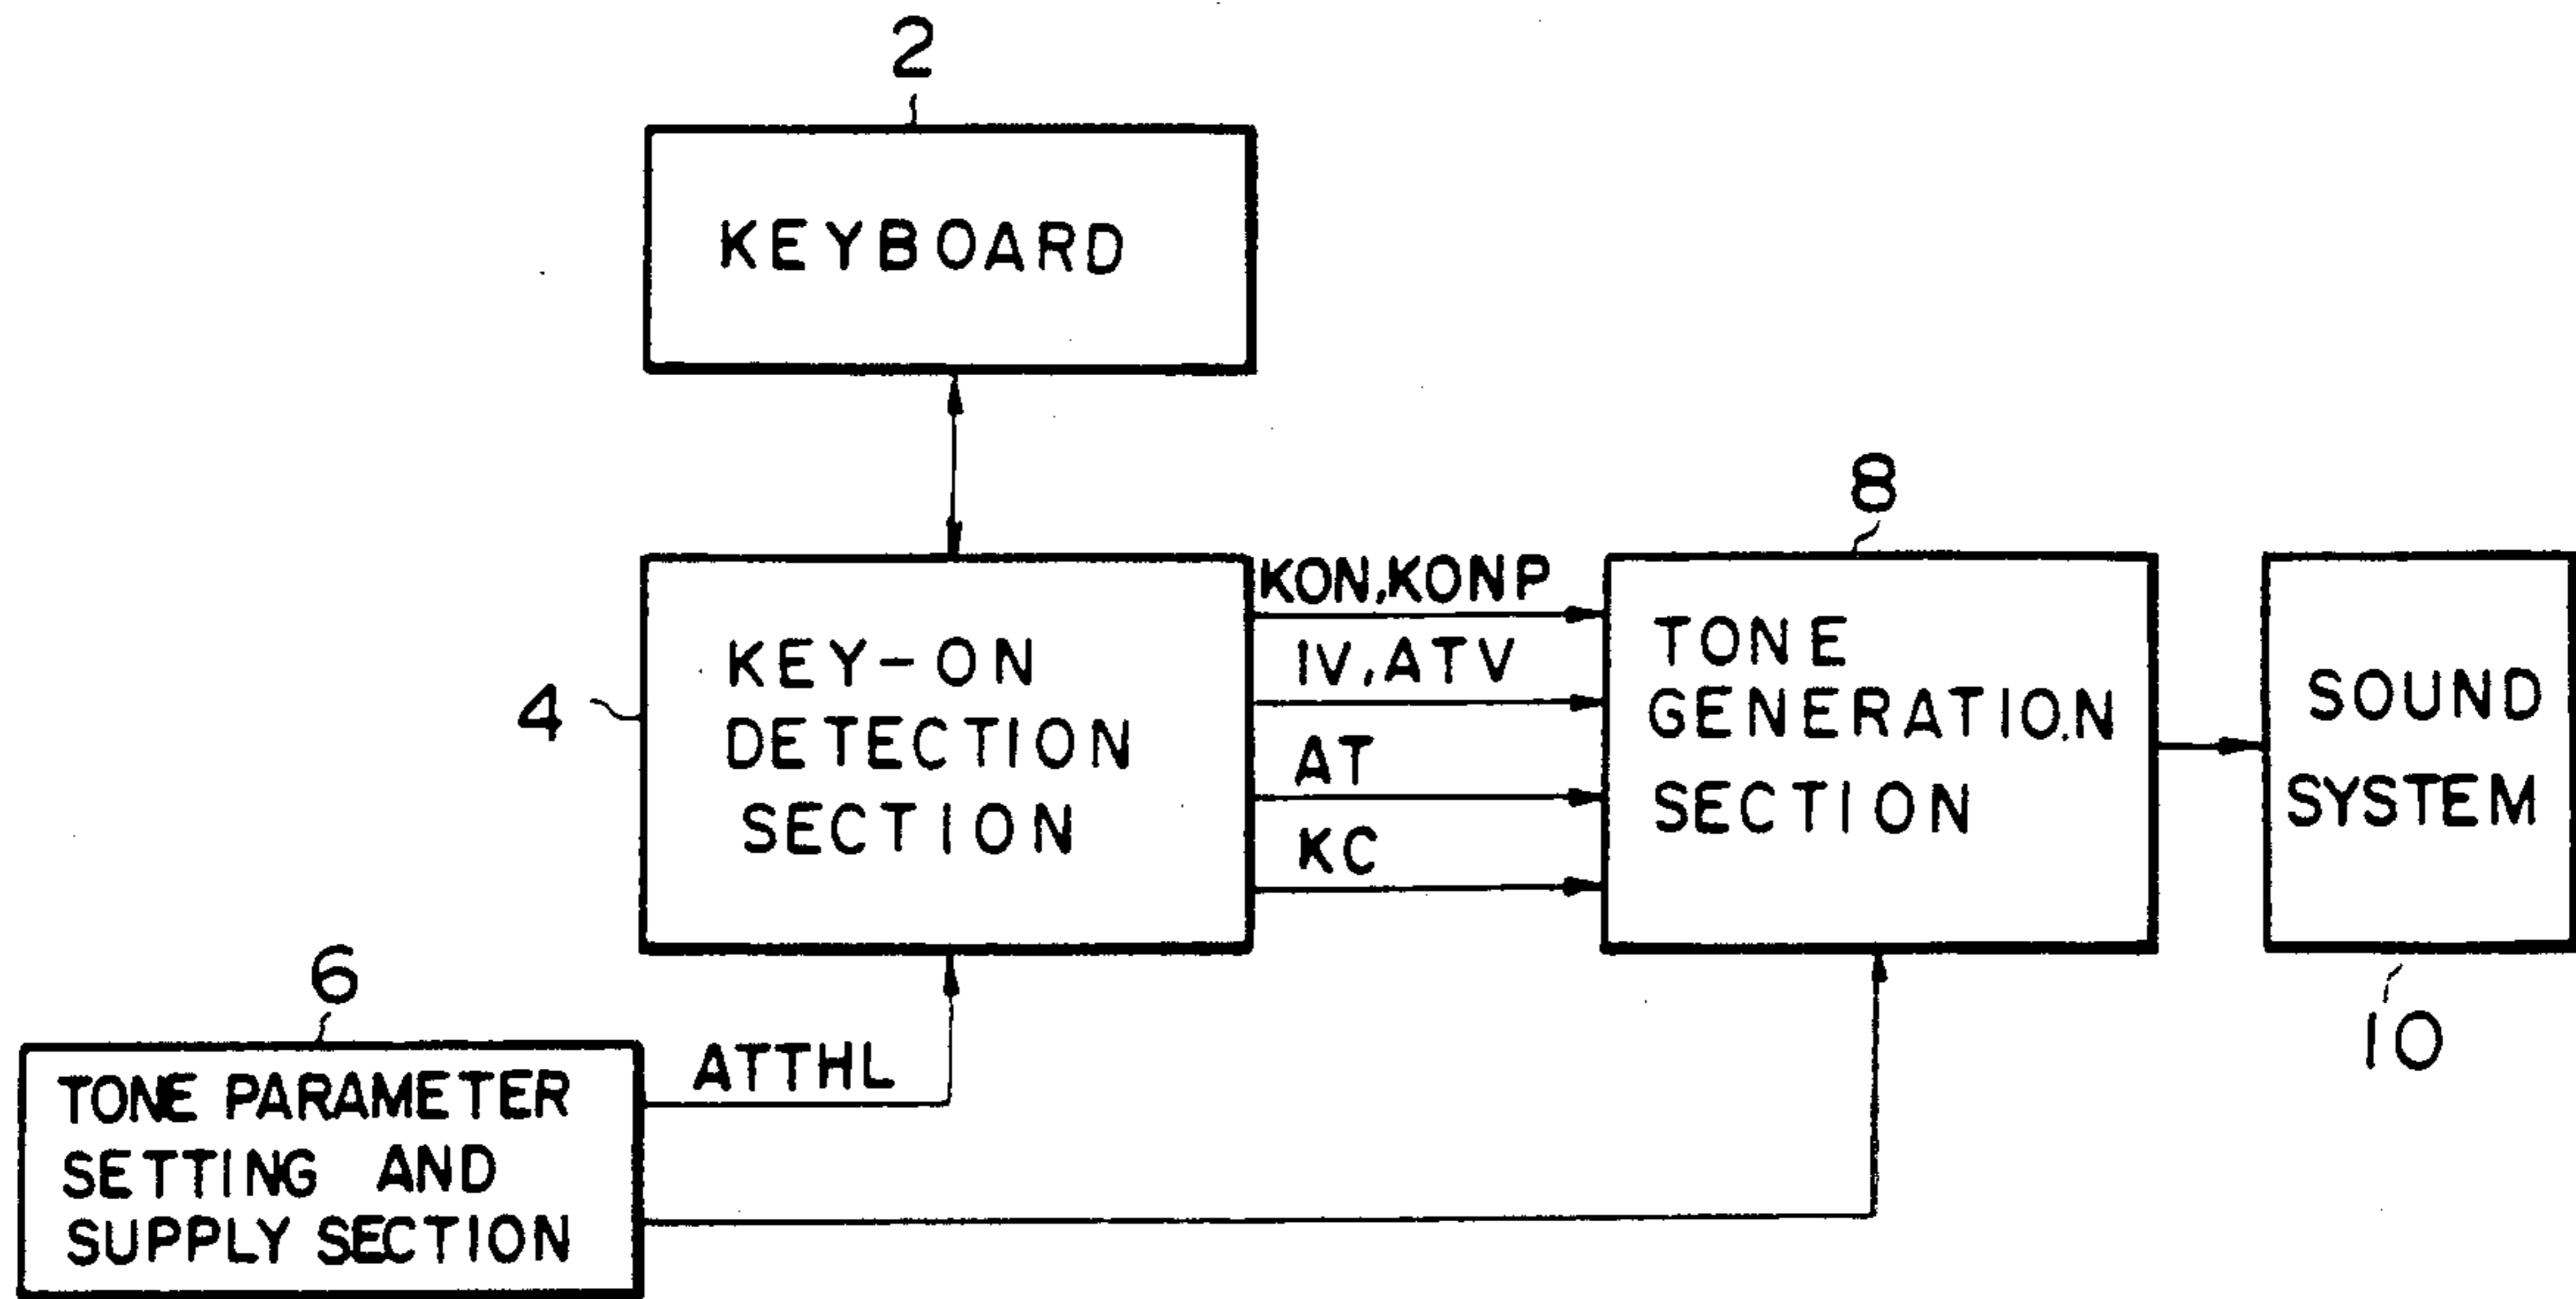 2
KEYBOARD
4
KEY-ON
DETECTION
SECTION
KON,KONP
IV,ATV
AT
KC
8
TONE
GENERATION
SECTION
SOUND
SYSTEM
10
6
TONE PARAMETER
SETTING AND
SUPPLY SECTION
ATTHL